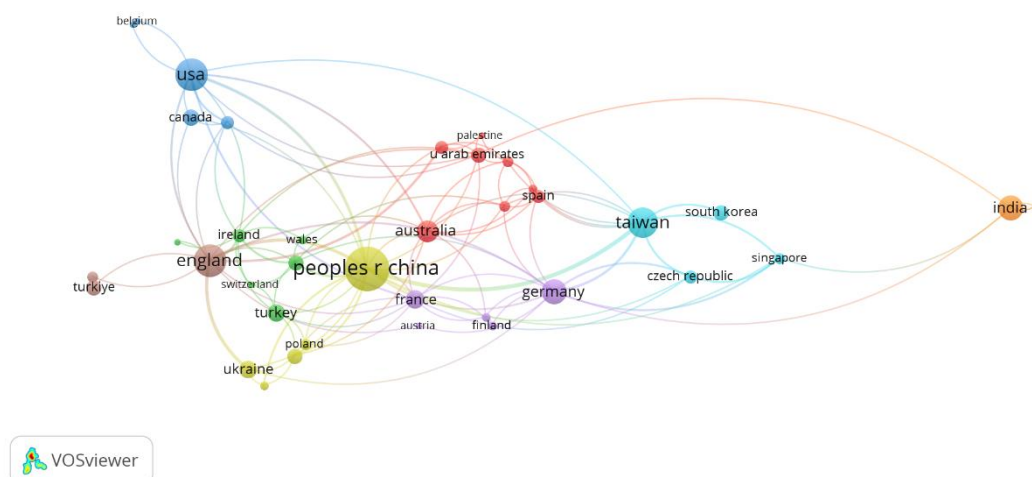 belgium
usa
canada
palestine
u arab emirates
spain
india
taiwan
south korea
australia
ireland
wales
england
peoples r china
singapore
czech republic
turkiye
switzerland
france
germany
turkey
austria
finland
poland
ukraine
VOSviewer